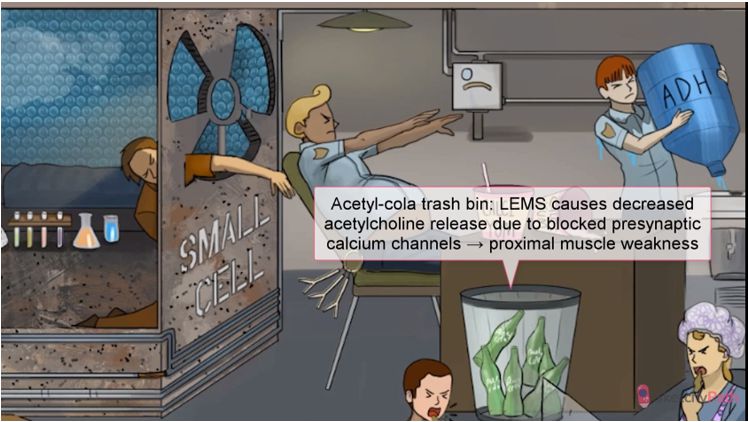 ADH
Acetyl-cola trash bin: LEMS causes decreased
acetylcholine release due to blocked presynaptic
calcium channels → proximal muscle weakness
SMALL
CELL